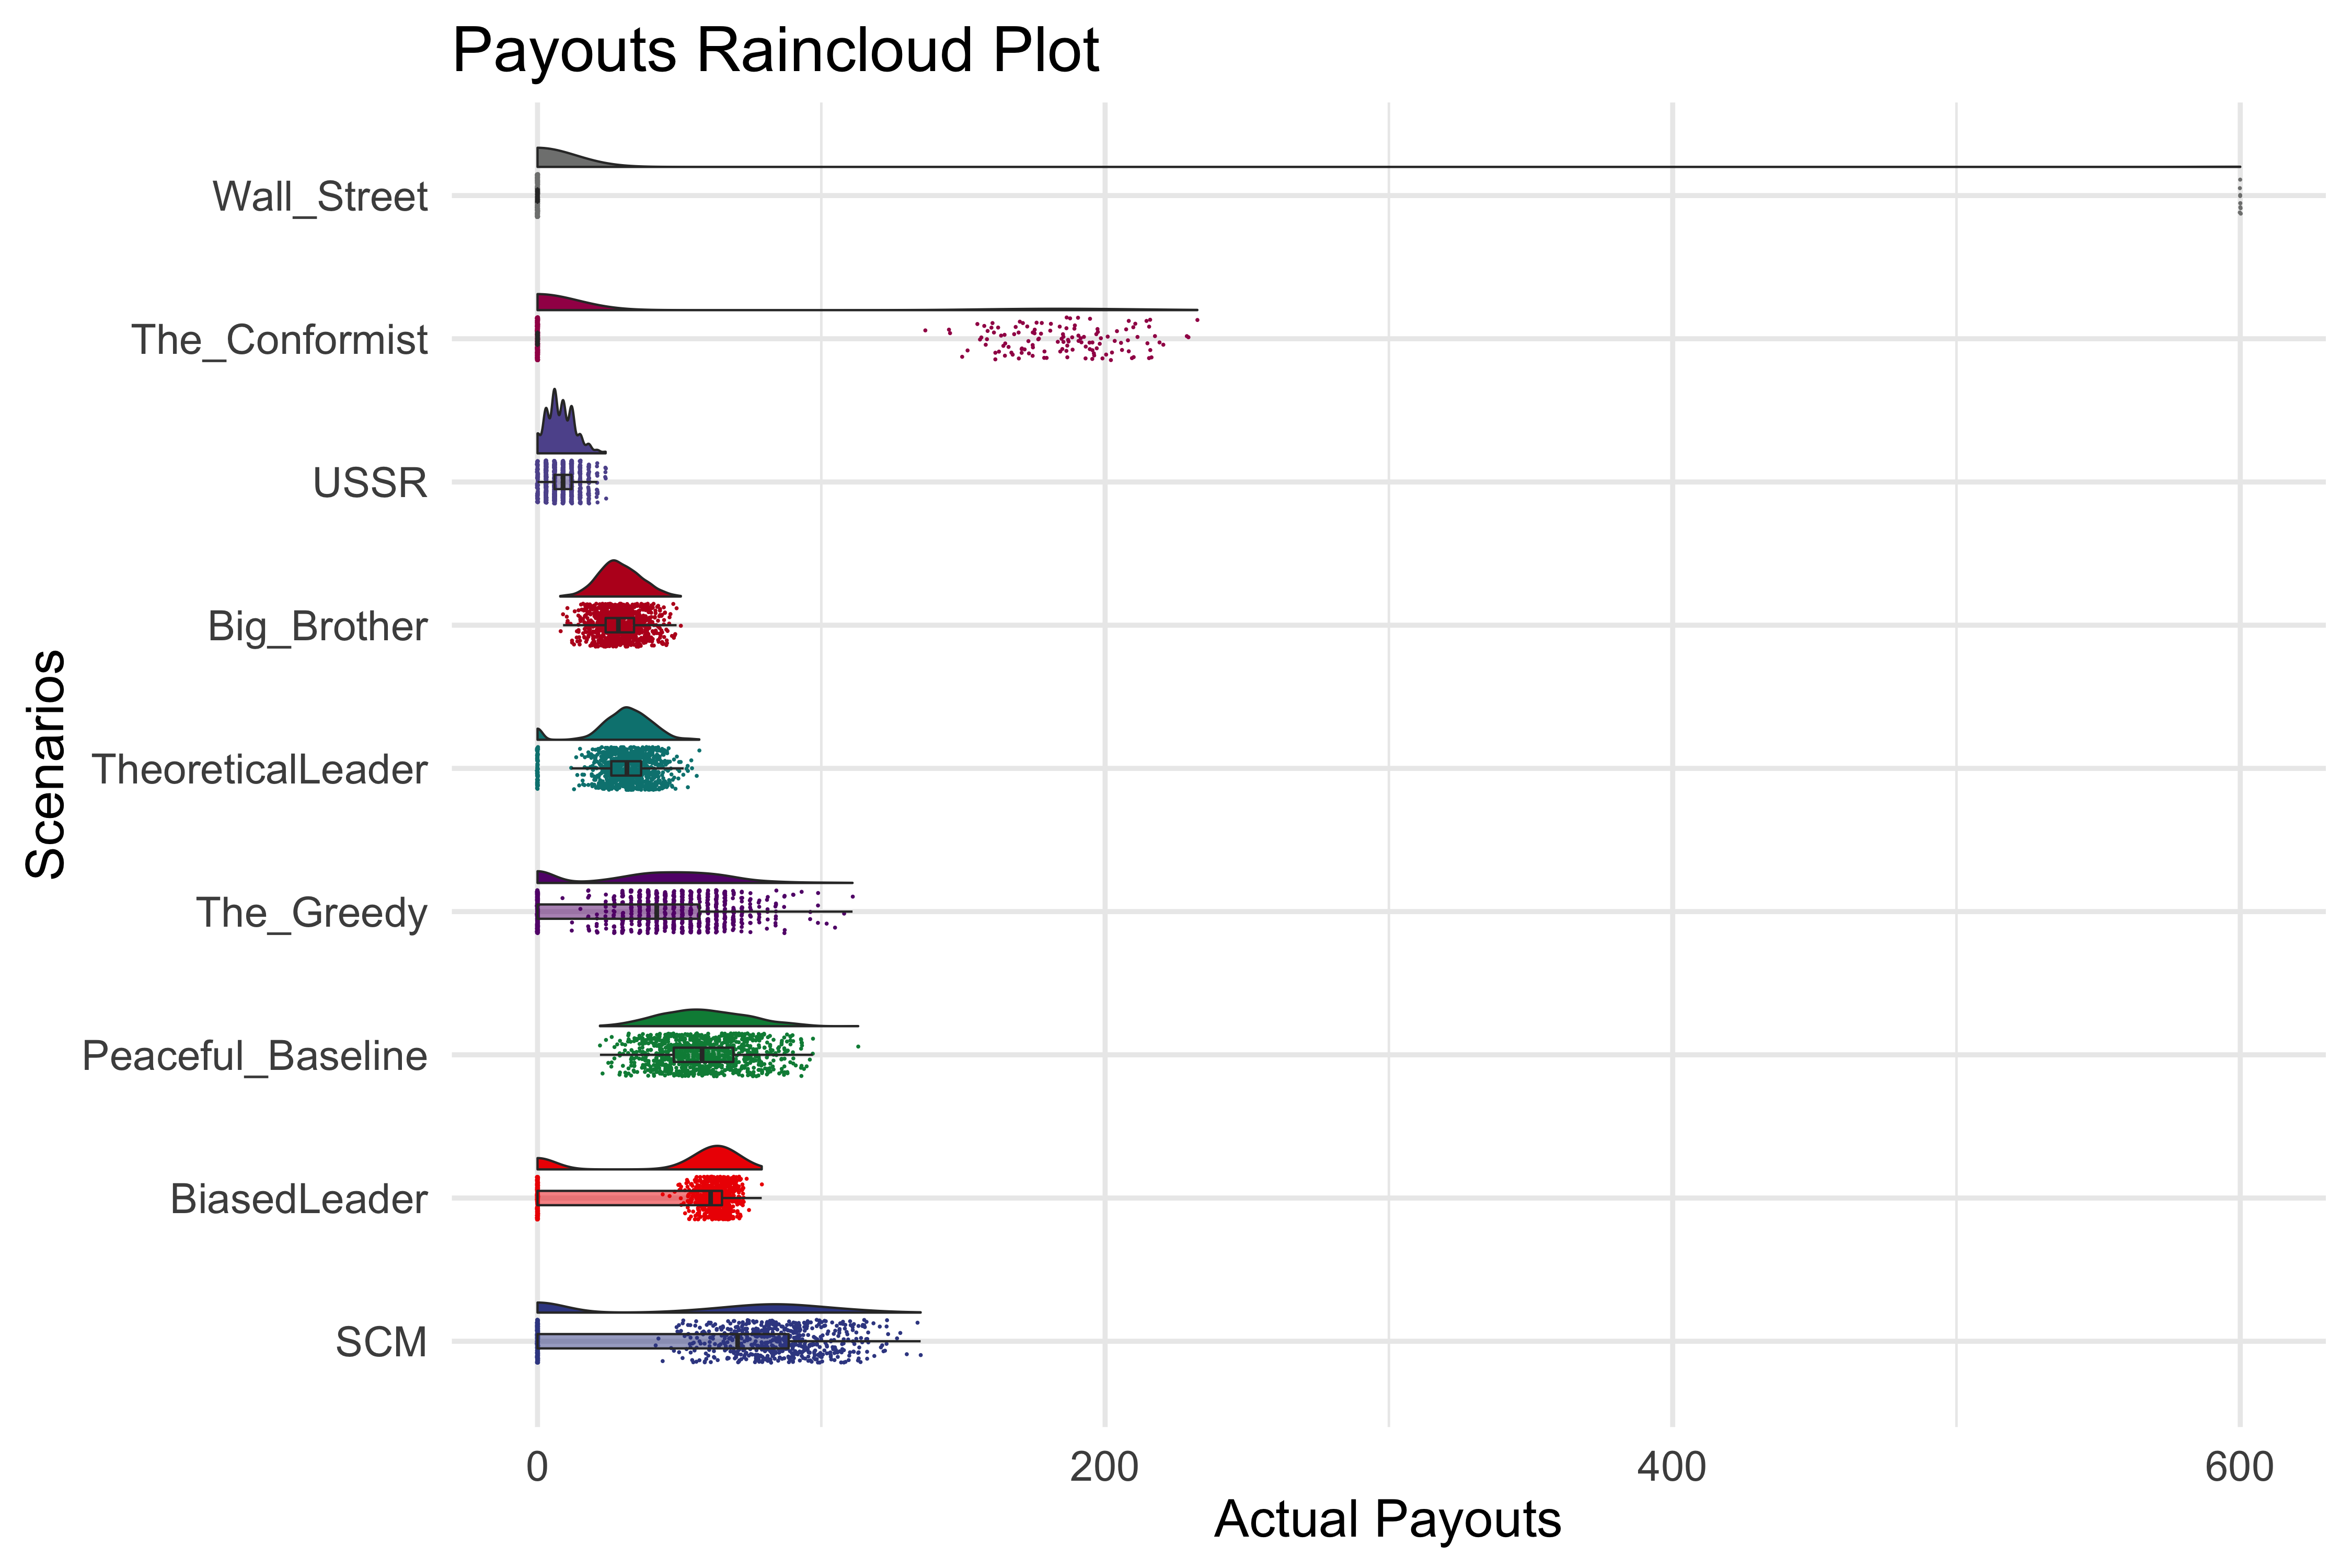 Payouts Raincloud Plot
Wall_Street
The_Conformist
USSR
Big_Brother
TheoreticalLeader
The_Greedy
Peaceful_Baseline
BiasedLeader
SCM
Scenarios
0 200 400 600
Actual Payouts